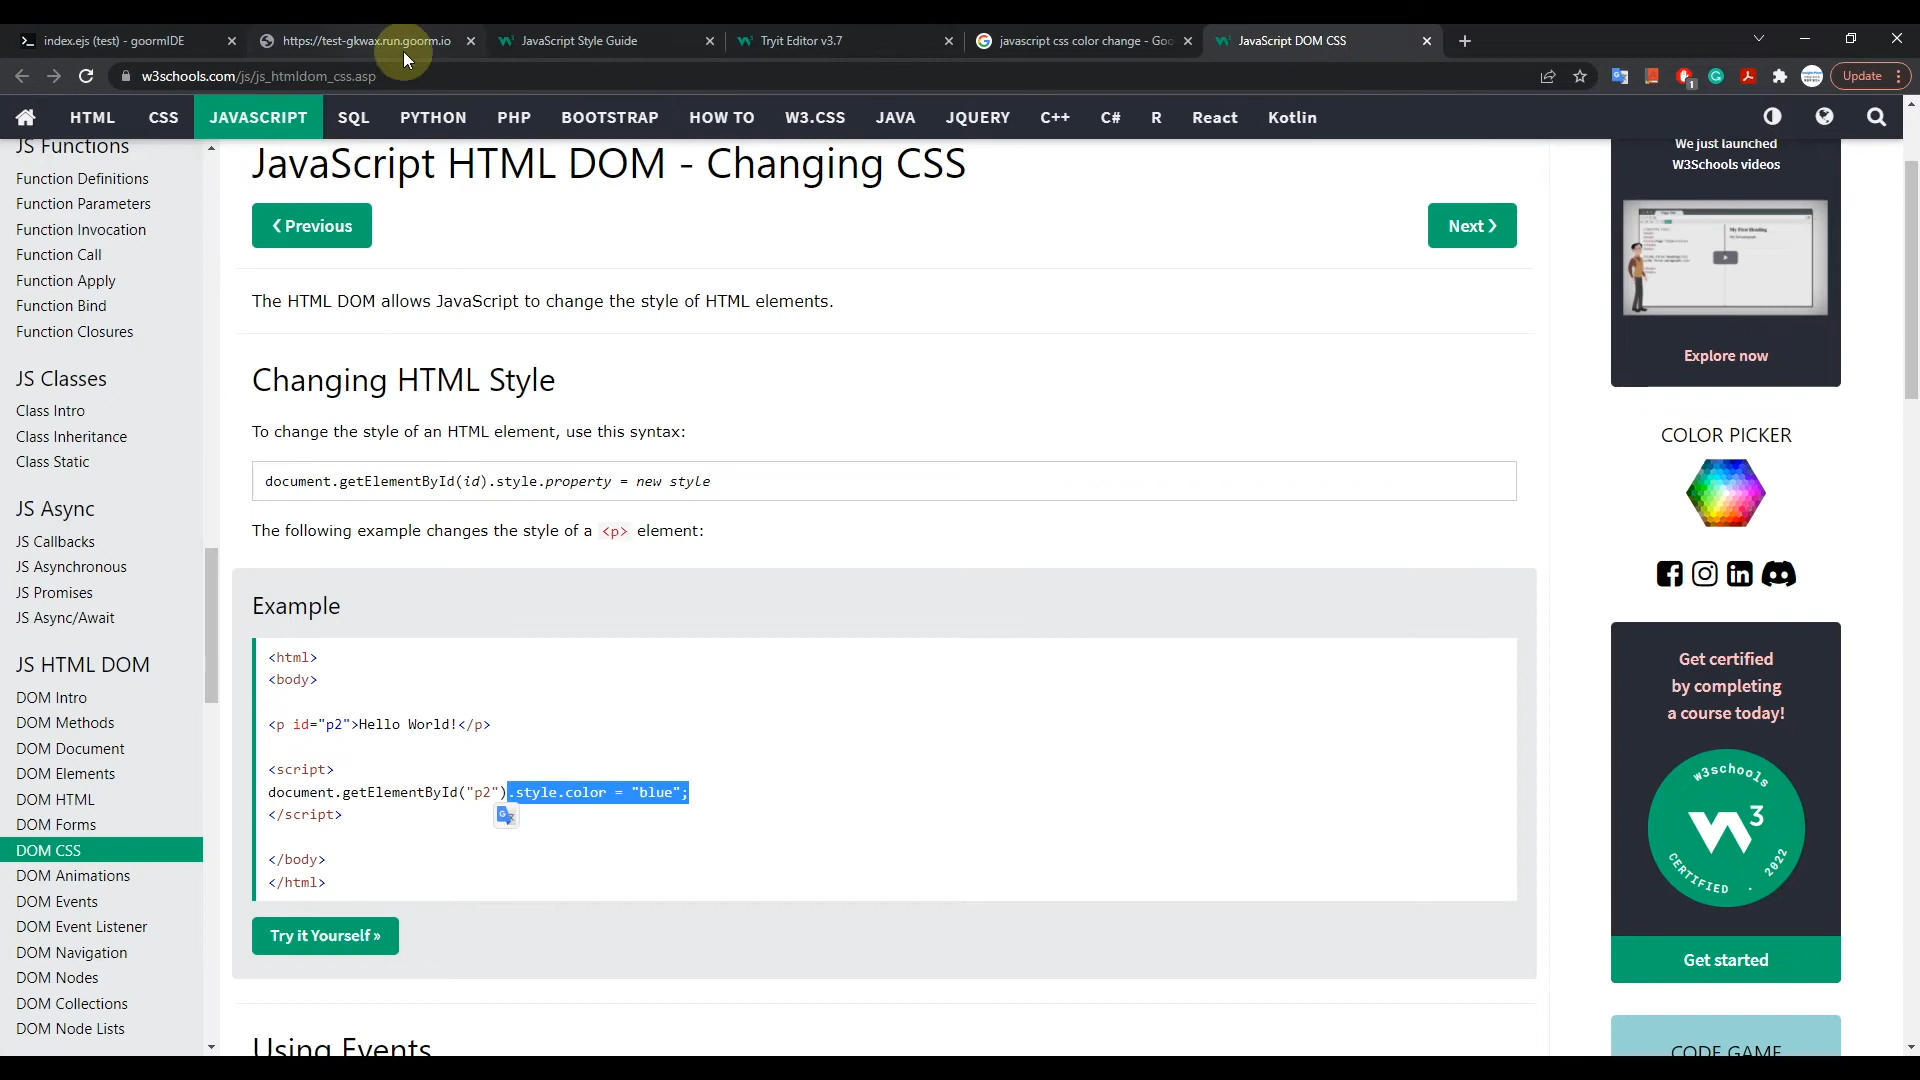 index.ejs (test) - goormIDE
https://test-gkwax.run.goorm.io
JavaScript Style Guide
Tryit Editor v3.7
javascript css color change - Goo
JavaScript DOM CSS
w3schools.com/js/js_htmldom_css.asp
1
Update
HTML
CSS
JAVASCRIPT
SQL
PYTHON
PHP
BOOTSTRAP
HOW TO
W3.CSS
JAVA
JQUERY
C++
C#
R
React
Kotlin
JS Functions
Function Definitions
Function Parameters
Function Invocation
Function Call
Function Apply
Function Bind
Function Closures
JS Classes
Class Intro
Class Inheritance
Class Static
JS Async
JS Callbacks
JS Asynchronous
JS Promises
JS Async/Await
JS HTML DOM
DOM Intro
DOM Methods
DOM Document
DOM Elements
DOM HTML
DOM Forms
DOM CSS
DOM Animations
DOM Events
DOM Event Listener
DOM Navigation
DOM Nodes
DOM Collections
DOM Node Lists
JavaScript HTML DOM - Changing CSS
❮ Previous
Next ❯
The HTML DOM allows JavaScript to change the style of HTML elements.
Changing HTML Style
To change the style of an HTML element, use this syntax:
document.getElementById(id).style.property = new style
The following example changes the style of a <p> element:
Example
<html>
<body>
<p id="p2">Hello World!</p>
<script>
document.getElementById("p2").style.color = "blue";
</script>
</body>
</html>
Try it Yourself »
Using Events
We just launched
W3Schools videos
My First Heading
Explore now
COLOR PICKER
Get certified
by completing
a course today!
w3schools
W3
CERTIFIED . 2022
Get started
CODE GAME